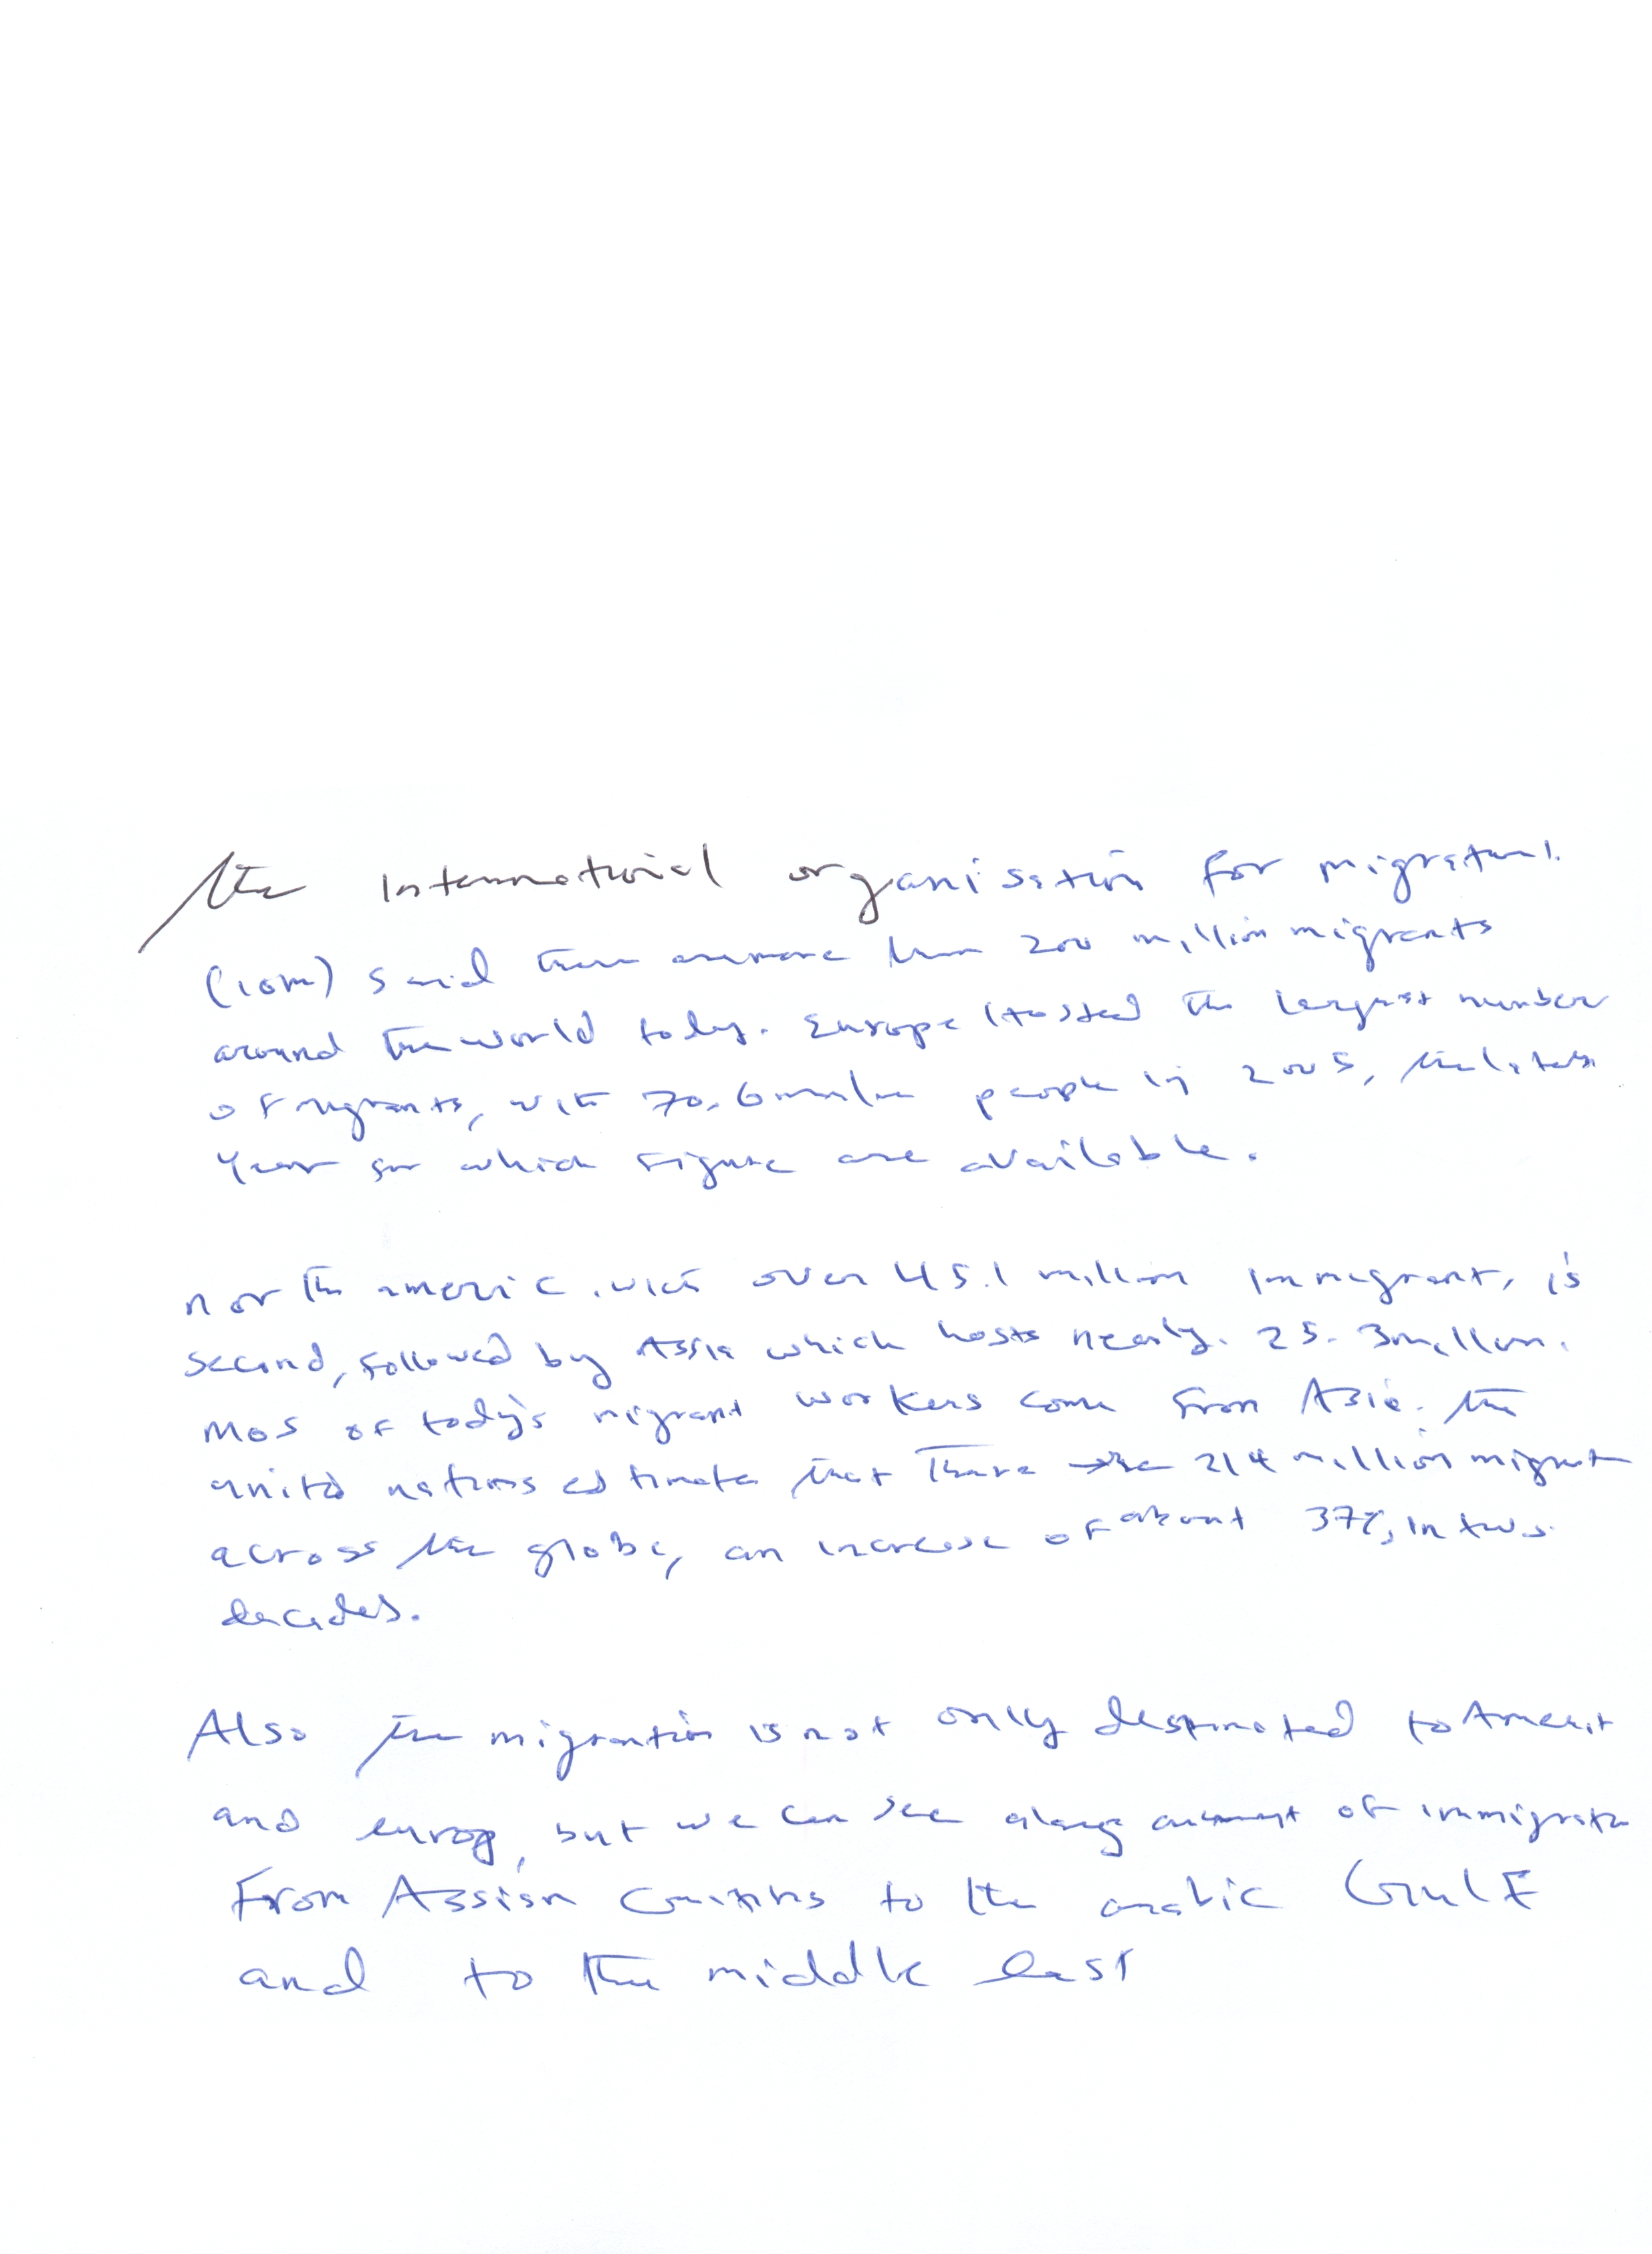 the International organisation for migration.
(IOM) said there are more than 200 million migrants
around the world today. Europe hosted the largest number
of migrants, with 70.6 million people in 2005, the latest
Year for which figure are available.
north americ. with over 45.1 million Immigrant, is
second, followed by Assia which hosts nearly. 25.3 million.
Mos of tody's migrant workers come from Asia. the
united nations estimate that There are 214 million migrant
across the globe, an increase of about 37%, In two
decades.
Also the migration is not only destinated to Americ
and europ, but we can see along amount of immigratio
From Assian Countries to the arabic Gulf
and to the middle east